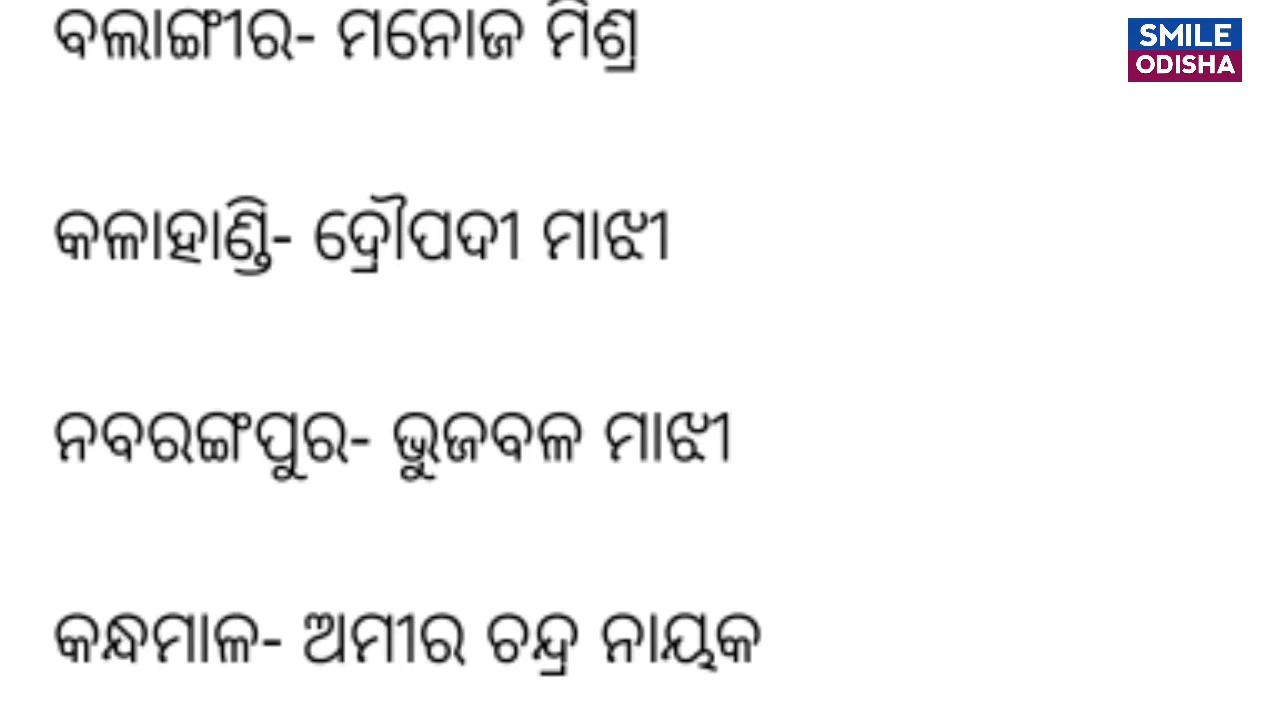 ବଲାଙ୍ଗୀର- ମନୋଜ ମିଶ୍ର
SMILE
ODISHA
କଳାହାଣ୍ଡି- ଦ୍ରୌପଦୀ ମାଝୀ
ନବରଙ୍ଗପୁର- ଭୁଜବଳ ମାଝୀ
କନ୍ଧମାଳ- ଅମୀର ଚନ୍ଦ୍ର ନାୟକ